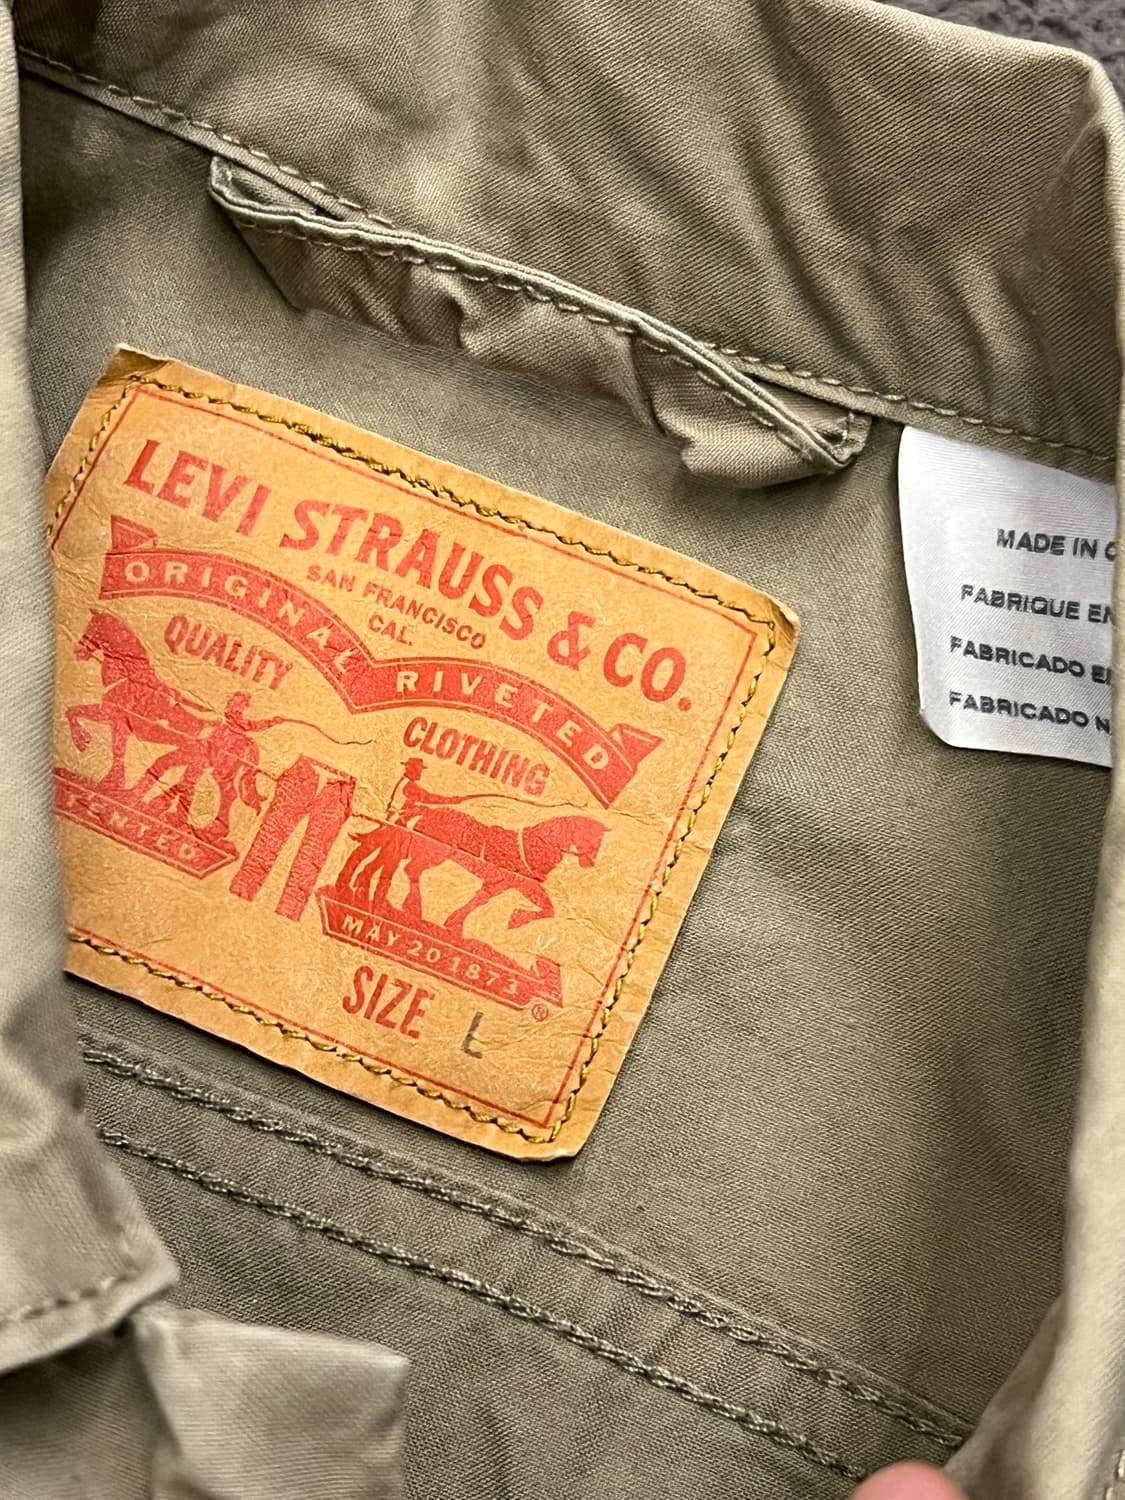 LEVI STRAUSS & CO.
SAN FRANCISCO
CAL.
ORIGINAL RIVETED
QUALITY CLOTHING
MAY 20 1873 ®
SIZE L
MADE IN
FABRIQUE EN
FABRICADO
FABRICADO